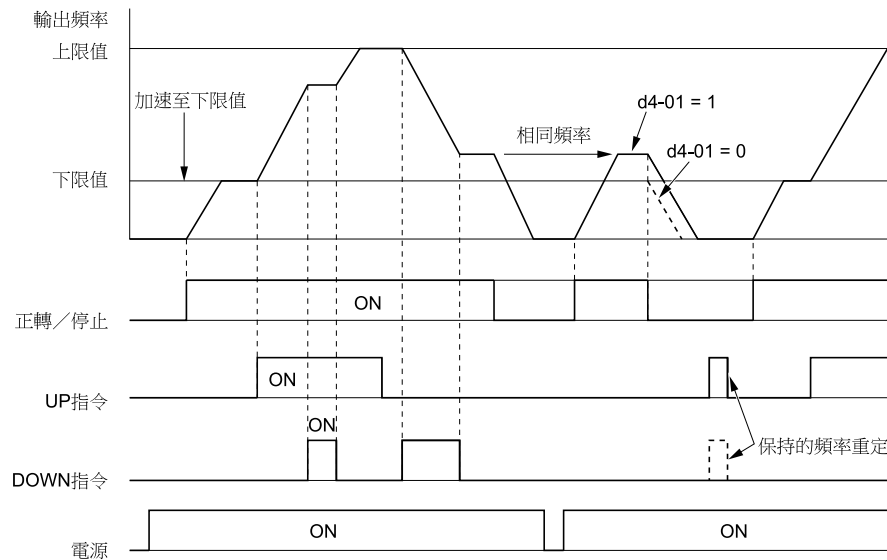 輸出頻率
上限值
加速至下限值
d4-01 = 1
相同頻率
d4-01 = 0
下限值
ON
正轉／停止
ON
UP指令
ON
保持的頻率重定
DOWN指令
ON
ON
電源